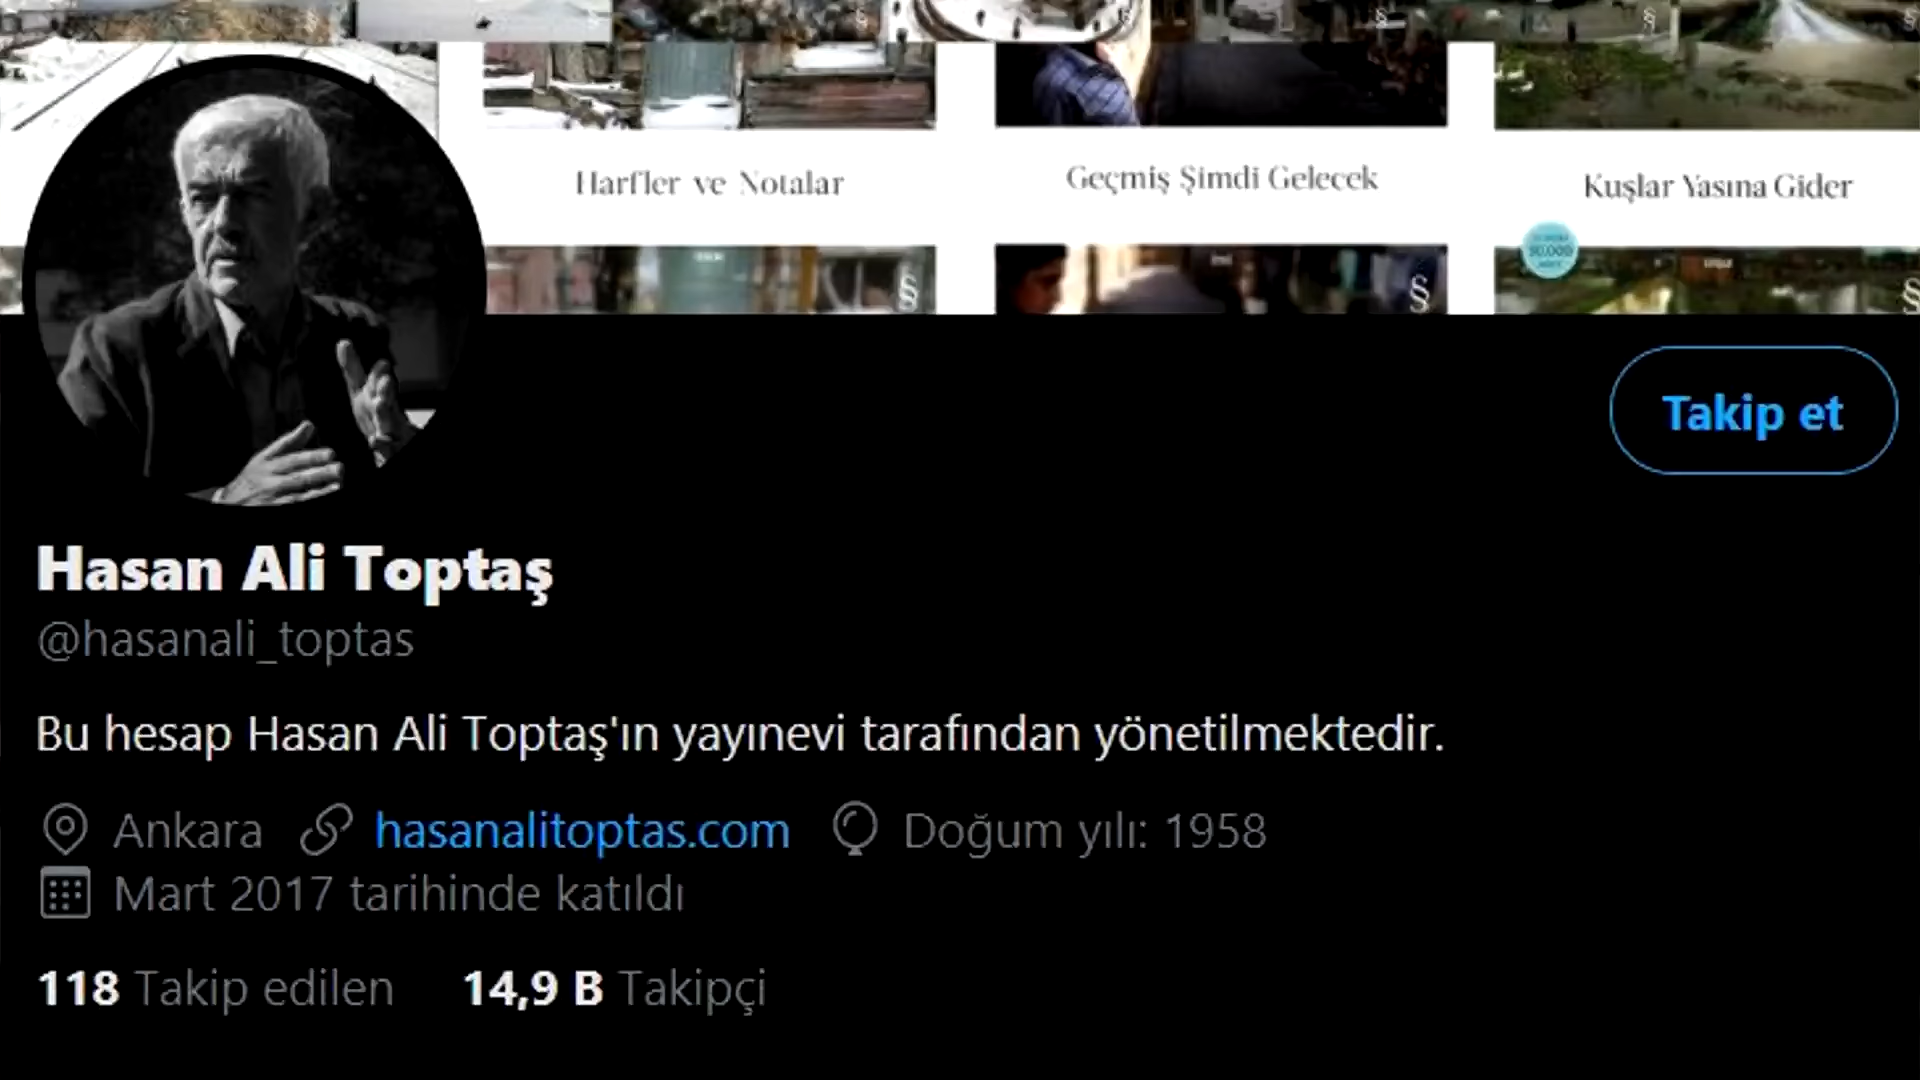 Harfler ve Notalar
Geçmiş Şimdi Gelecek
Kuşlar Yasına Gider
Takip et
Hasan Ali Toptaş
@hasanali_toptas
Bu hesap Hasan Ali Toptaş'ın yayınevi tarafından yönetilmektedir.
Ankara hasanalitoptas.com Doğum yılı: 1958
Mart 2017 tarihinde katıldı
118 Takip edilen 14,9 B Takipçi